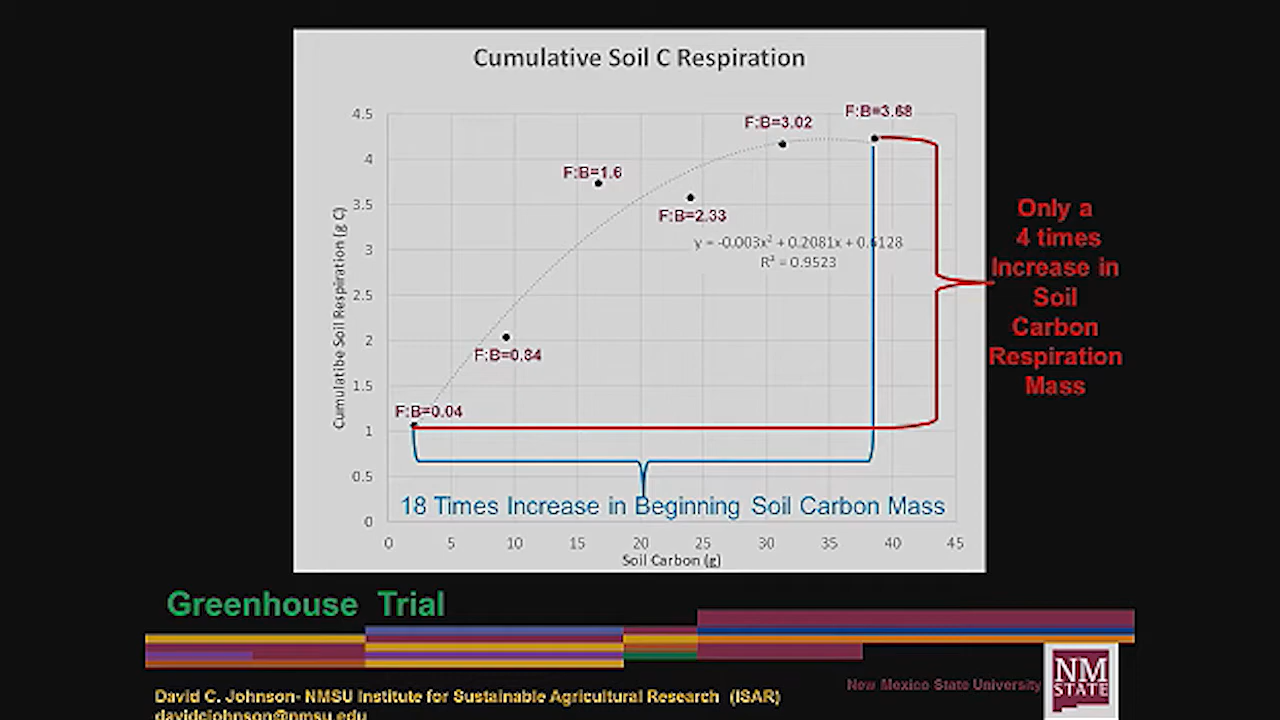 Cumulative Soil C Respiration
4.5
4
3.5
3
2.5
2
1.5
1
0.5
0
Cumulatibe Soil Respiration (g C)
F:B=3.68
F:B=3.02
F:B=1.6
F:B=2.33
y = -0.003x² + 0.2081x + 0.6128
R² = 0.9523
F:B=0.84
F:B=0.04
18 Times Increase in Beginning Soil Carbon Mass
0 5 10 15 20 25 30 35 40 45
Soil Carbon (g)
Only a
4 times
Increase in
Soil
Carbon
Respiration
Mass
Greenhouse Trial
New Mexico State University
NM
STATE
David C. Johnson- NMSU Institute for Sustainable Agricultural Research (ISAR)
davidcjohnson@nmsu.edu